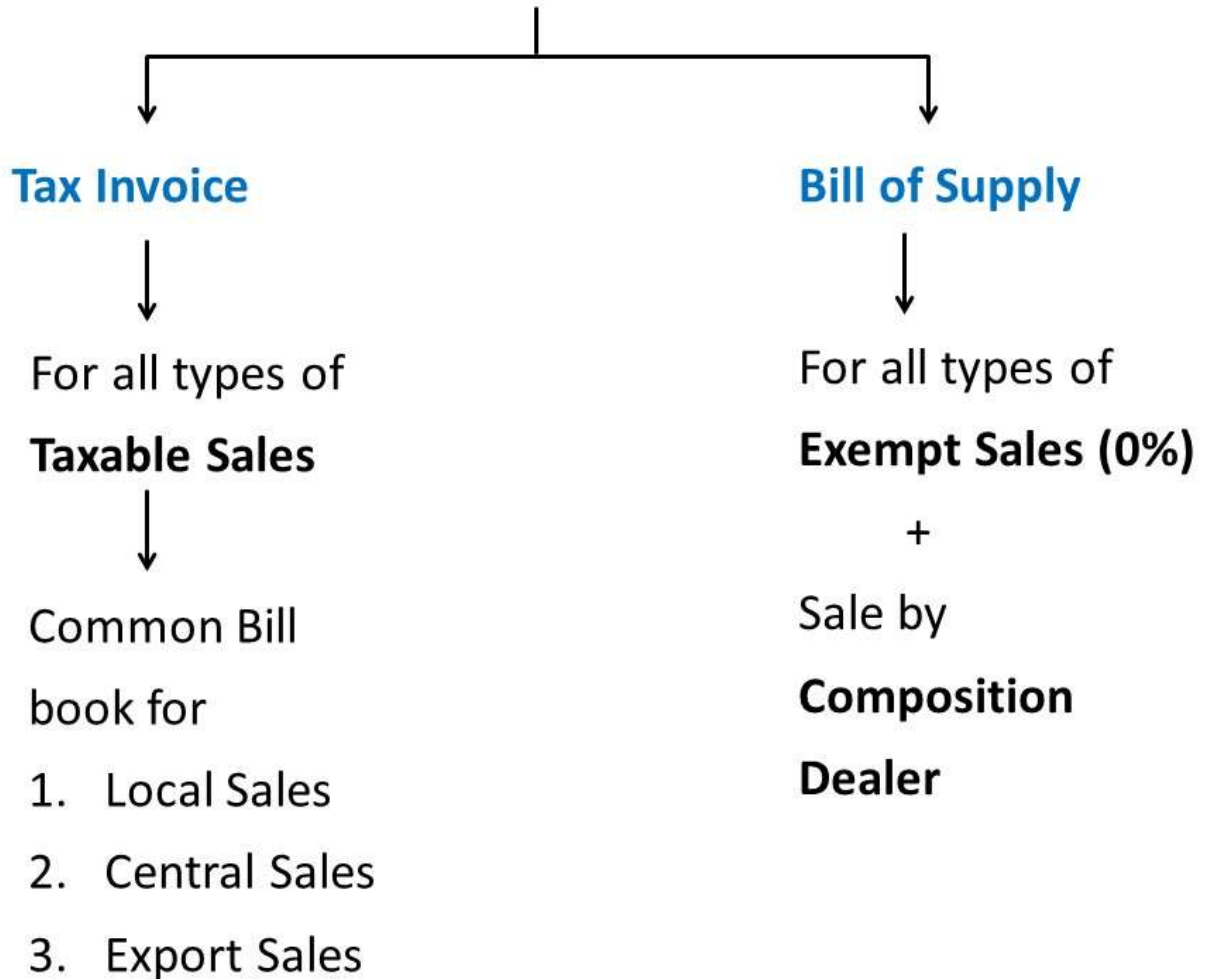 Tax Invoice
For all types of
Taxable Sales
Common Bill
book for
1. Local Sales
2. Central Sales
3. Export Sales
Bill of Supply
For all types of
Exempt Sales (0%)
+
Sale by
Composition
Dealer